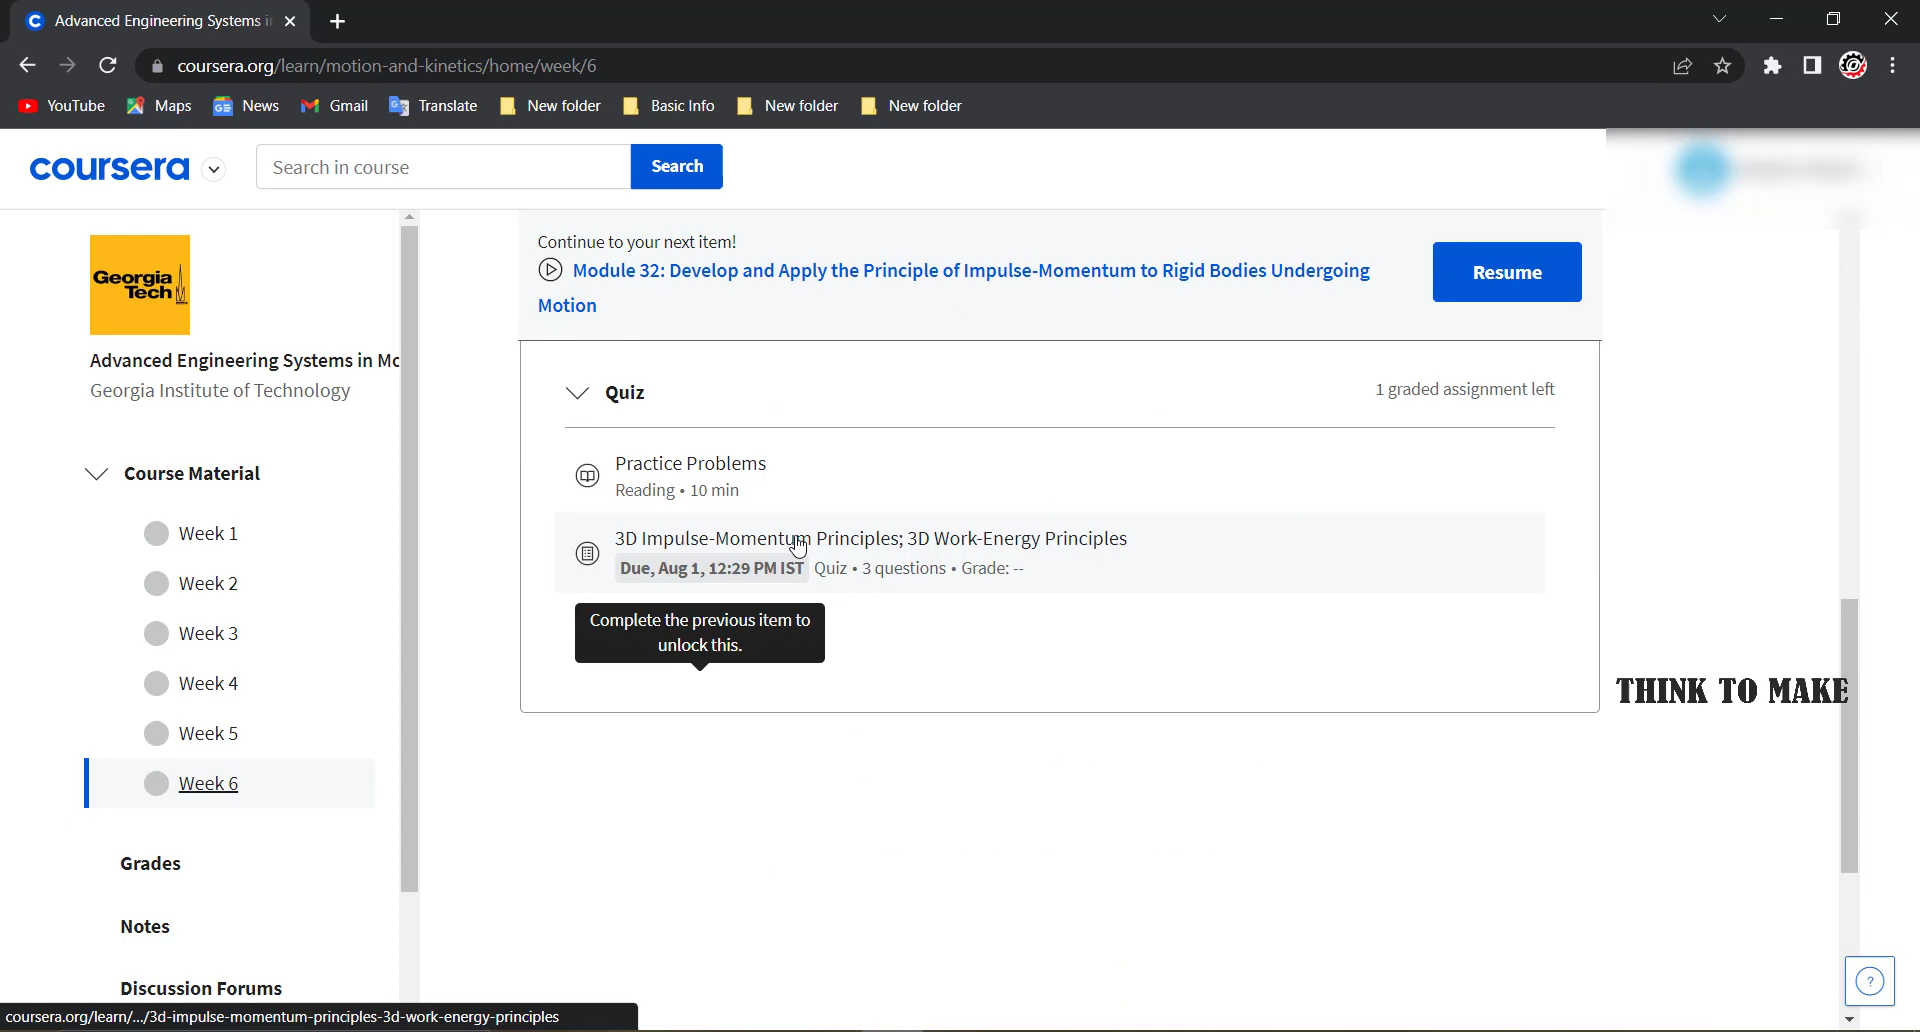 Advanced Engineering Systems i
coursera.org/learn/motion-and-kinetics/home/week/6
YouTube Maps News Gmail Translate New folder Basic Info New folder New folder
coursera
Search in course
Search
Continue to your next item!
Module 32: Develop and Apply the Principle of Impulse-Momentum to Rigid Bodies Undergoing
Motion
Resume
Georgia
Tech
Advanced Engineering Systems in Mo
Georgia Institute of Technology
Quiz
1 graded assignment left
Practice Problems
Reading • 10 min
Course Material
3D Impulse-Momentum Principles; 3D Work-Energy Principles
Due, Aug 1, 12:29 PM IST Quiz • 3 questions • Grade: --
Complete the previous item to
unlock this.
Week 1
Week 2
Week 3
Week 4
Week 5
Week 6
THINK TO MAKE
Grades
Notes
Discussion Forums
?
coursera.org/learn/.../3d-impulse-momentum-principles-3d-work-energy-principles